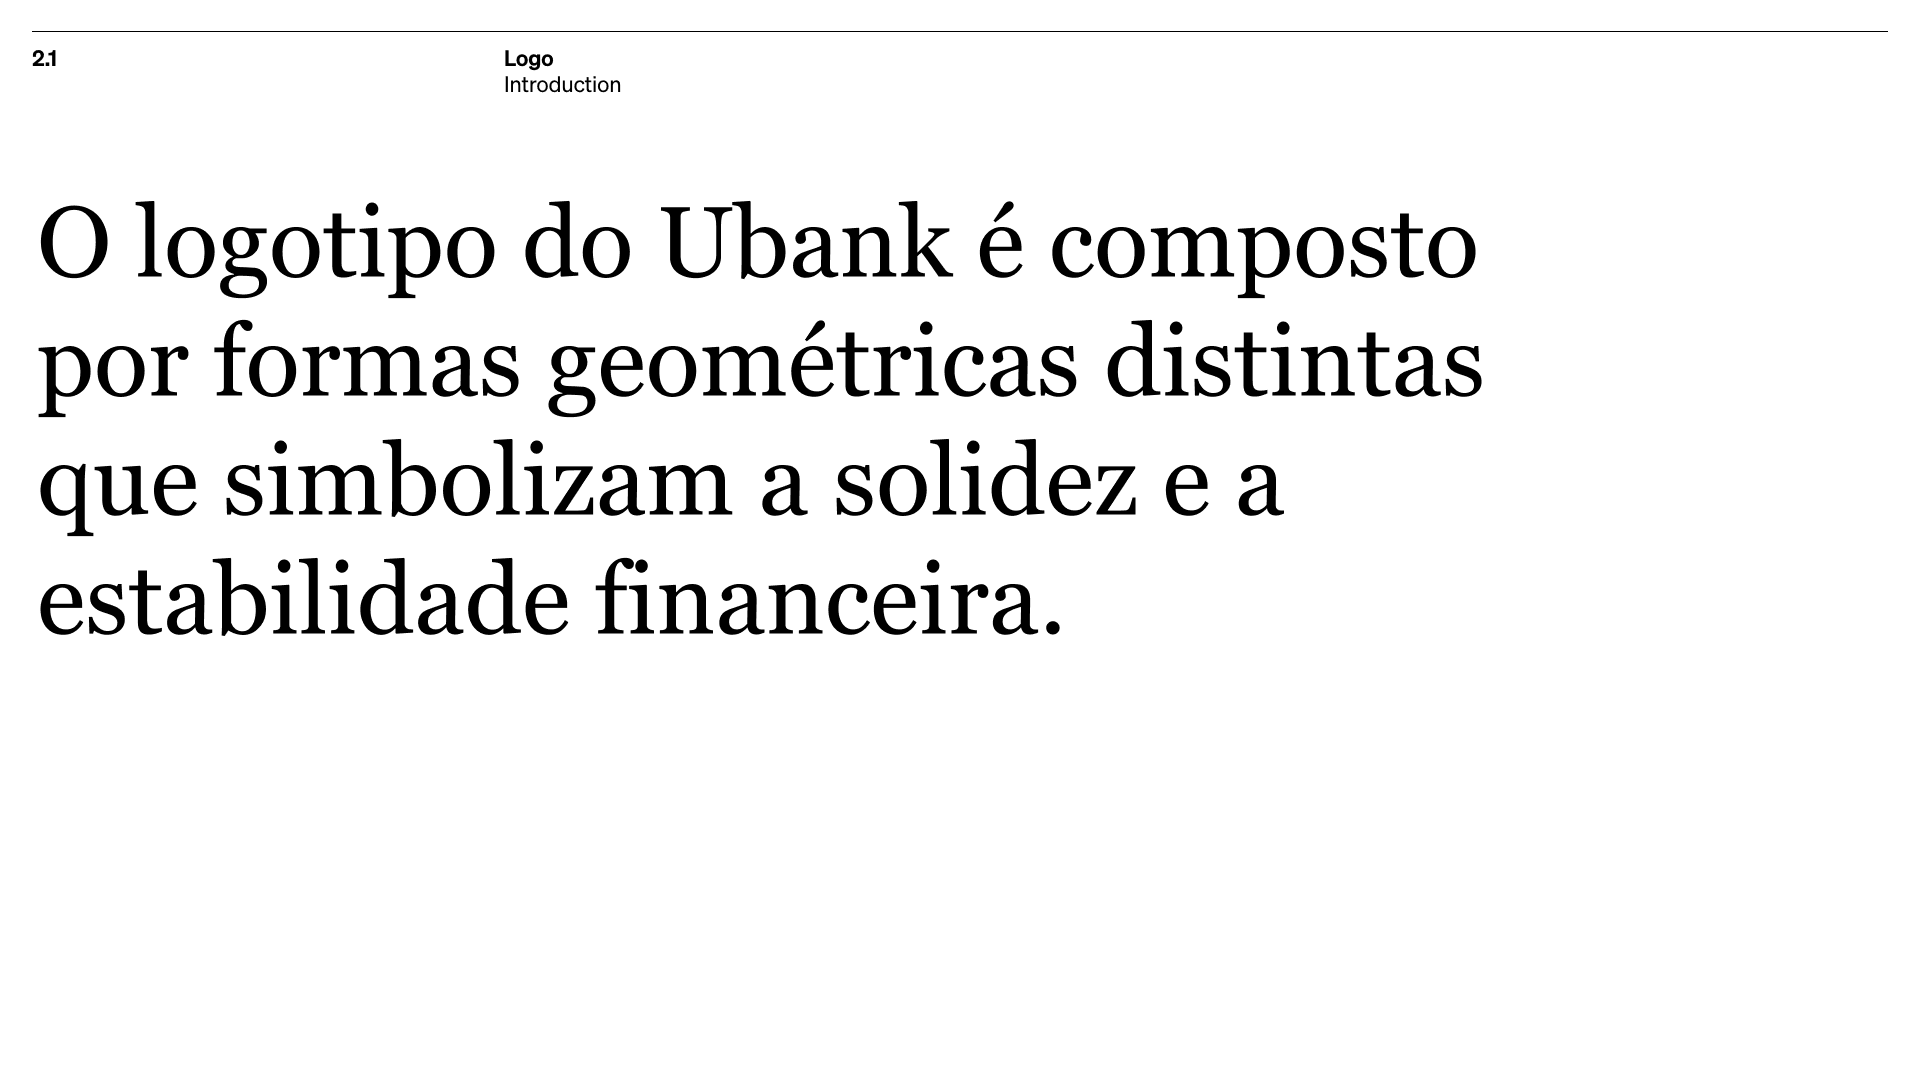 2.1
Logo
Introduction
O logotipo do Ubank é composto
por formas geométricas distintas
que simbolizam a solidez e a
estabilidade financeira.